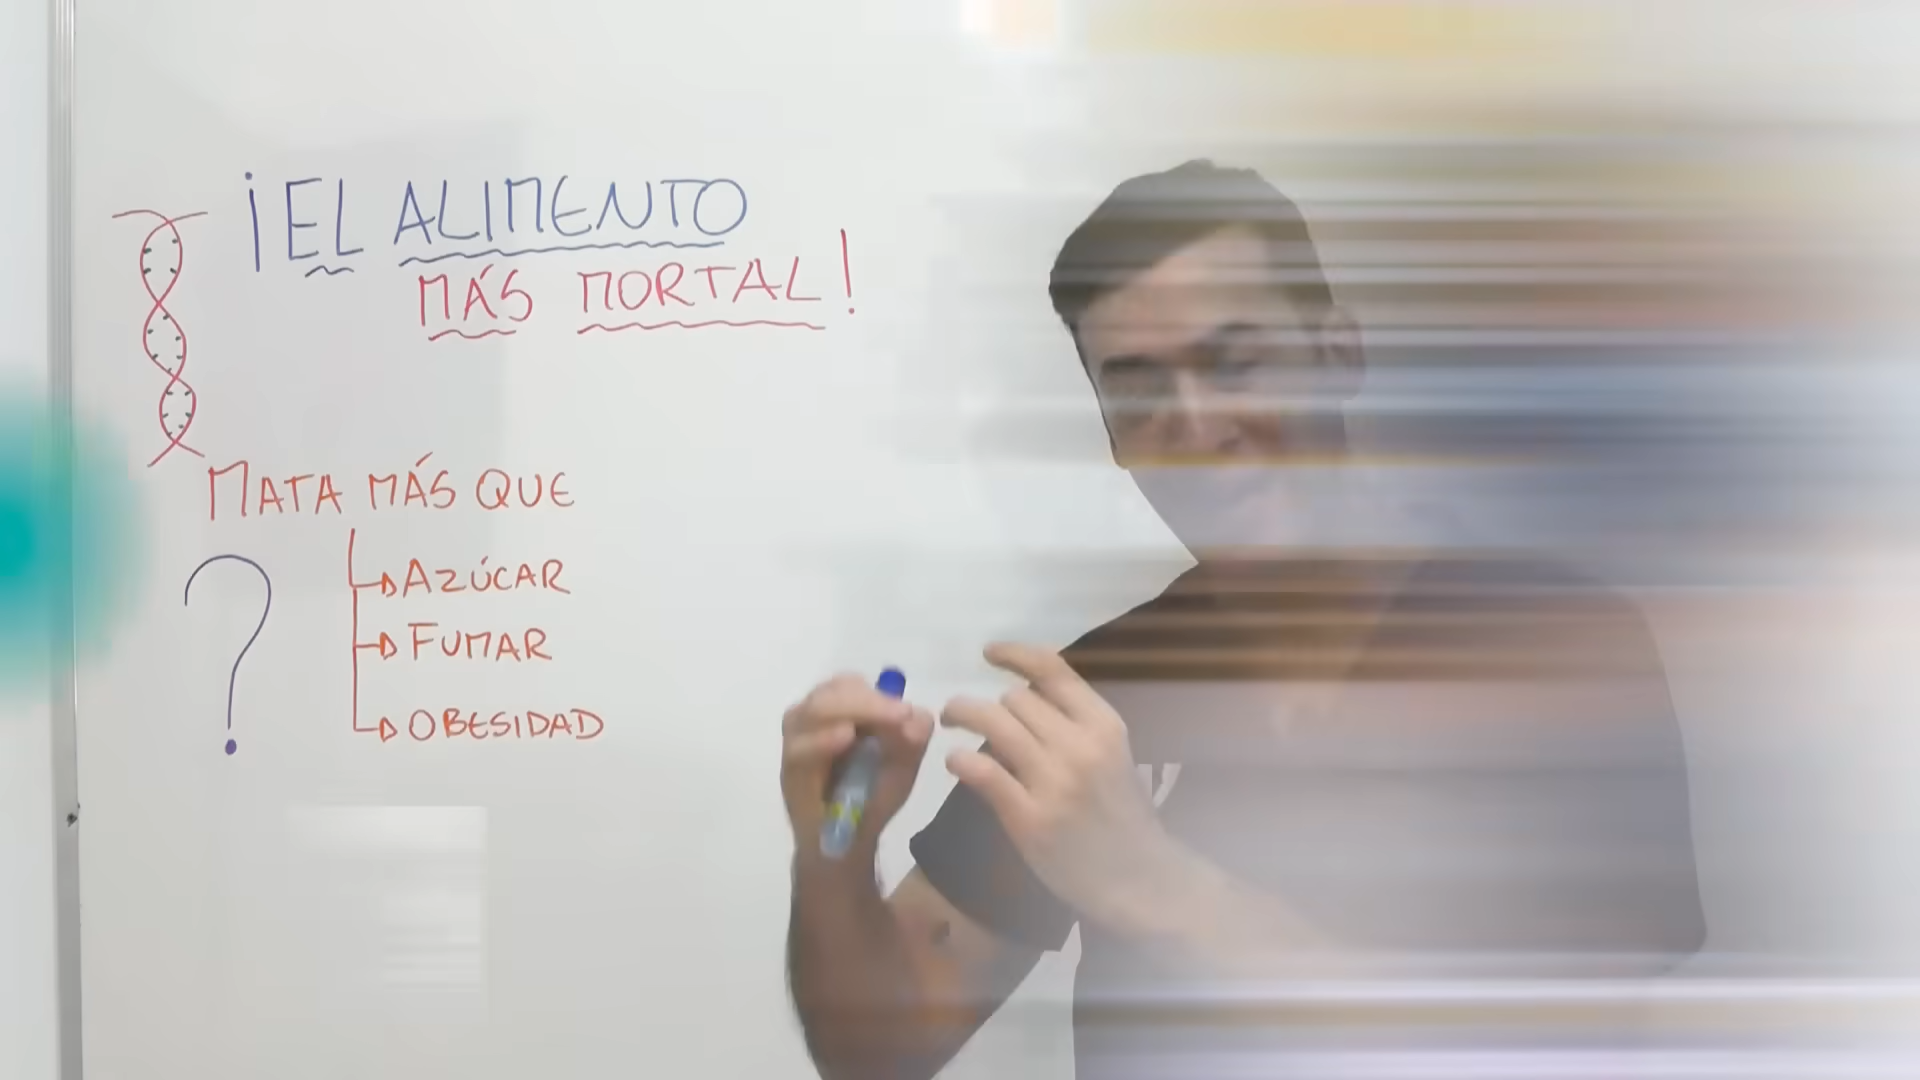 ¡EL ALIMENTO
MÁS MORTAL!
MATA MÁS QUE
?
AZÚCAR
FUMAR
OBESIDAD